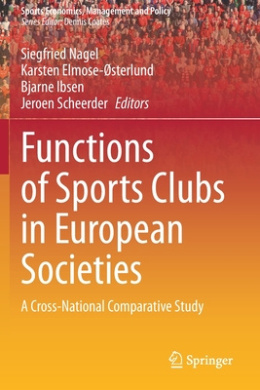 Sports Economics, Management and Policy
Series Editor: Dennis Coates
Siegfried Nagel
Karsten Elmose-Østerlund
Bjarne Ibsen
Jeroen Scheerder Editors
Functions
of Sports Clubs
in European
Societies
A Cross-National Comparative Study
Springer